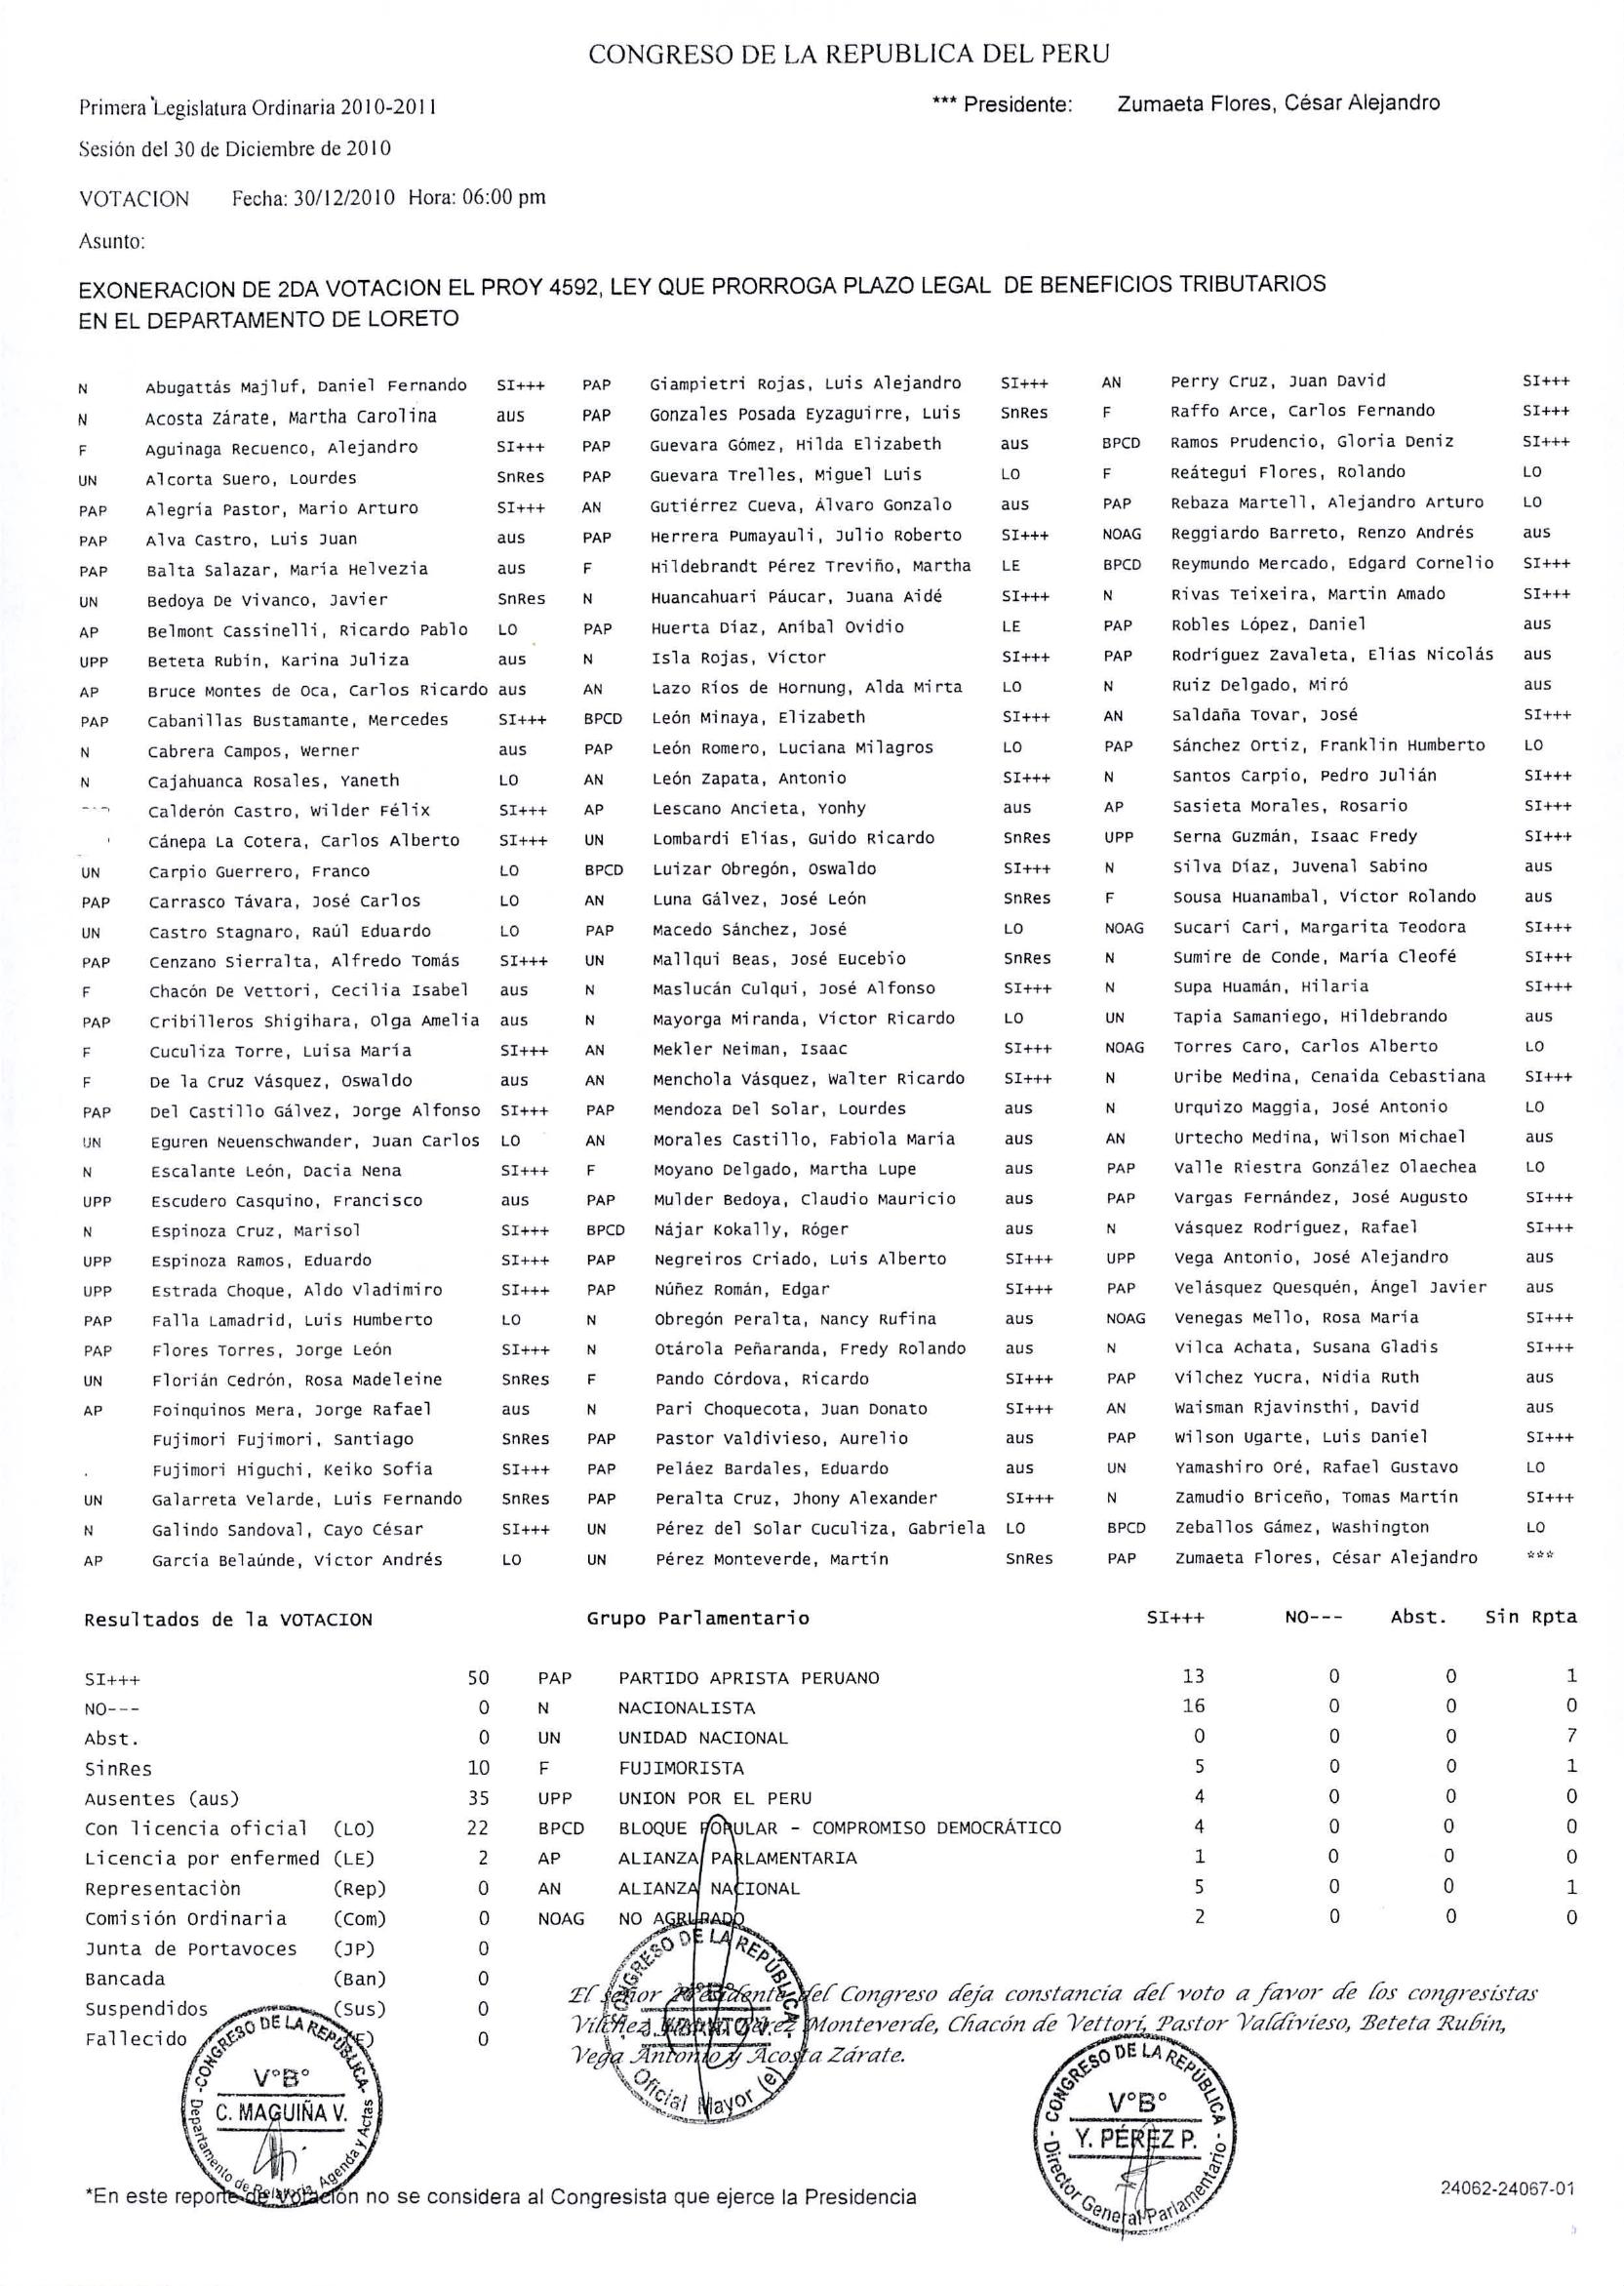 CONGRESO DE LA REPUBLICA DEL PERU
Primera Legislatura Ordinaria 2010-2011 *** Presidente: Zumaeta Flores, César Alejandro
Sesión del 30 de Diciembre de 2010
VOTACION Fecha: 30/12/2010 Hora: 06:00 pm
Asunto:
EXONERACION DE 2DA VOTACION EL PROY 4592, LEY QUE PRORROGA PLAZO LEGAL DE BENEFICIOS TRIBUTARIOS
EN EL DEPARTAMENTO DE LORETO
N Abugattás Majluf, Daniel Fernando SI+++ PAP Giampietri Rojas, Luis Alejandro SI+++ AN Perry Cruz, Juan David SI+++
N Acosta Zárate, Martha Carolina aus PAP Gonzales Posada Eyzaguirre, Luis SnRes F Raffo Arce, Carlos Fernando SI+++
F Aguinaga Recuenco, Alejandro SI+++ PAP Guevara Gómez, Hilda Elizabeth aus BPCD Ramos Prudencio, Gloria Deniz SI+++
UN Alcorta Suero, Lourdes SnRes PAP Guevara Trelles, Miguel Luis LO F Reátegui Flores, Rolando LO
PAP Alegría Pastor, Mario Arturo SI+++ AN Gutiérrez Cueva, Álvaro Gonzalo aus PAP Rebaza Martell, Alejandro Arturo LO
PAP Alva Castro, Luis Juan aus PAP Herrera Pumayauli, Julio Roberto SI+++ NOAG Reggiardo Barreto, Renzo Andrés aus
PAP Balta Salazar, María Helvezia aus F Hildebrandt Pérez Treviño, Martha LE BPCD Reymundo Mercado, Edgard Cornelio SI+++
UN Bedoya De Vivanco, Javier SnRes N Huancahuari Páucar, Juana Aidé SI+++ N Rivas Teixeira, Martin Amado SI+++
AP Belmont Cassinelli, Ricardo Pablo LO PAP Huerta Díaz, Aníbal Ovidio LE PAP Robles López, Daniel aus
UPP Beteta Rubín, Karina Juliza aus N Isla Rojas, Víctor SI+++ PAP Rodríguez Zavaleta, Elías Nicolás aus
AP Bruce Montes de Oca, Carlos Ricardo aus AN Lazo Ríos de Hornung, Alda Mirta LO N Ruiz Delgado, Miró aus
PAP Cabanillas Bustamante, Mercedes SI+++ BPCD León Minaya, Elizabeth SI+++ AN Saldaña Tovar, José SI+++
N Cabrera Campos, Werner aus PAP León Romero, Luciana Milagros LO PAP Sánchez Ortiz, Franklin Humberto LO
N Cajahuanca Rosales, Yaneth LO AN León Zapata, Antonio SI+++ N Santos Carpio, Pedro Julián SI+++
Calderón Castro, Wilder Félix SI+++ AP Lescano Ancieta, Yonhy aus AP Sasieta Morales, Rosario SI+++
Cánepa La Cotera, Carlos Alberto SI+++ UN Lombardi Elías, Guido Ricardo SnRes UPP Serna Guzmán, Isaac Fredy SI+++
UN Carpio Guerrero, Franco LO BPCD Luizar Obregón, Oswaldo SI+++ N Silva Díaz, Juvenal Sabino aus
PAP Carrasco Távara, José Carlos LO AN Luna Gálvez, José León SnRes F Sousa Huanambal, Víctor Rolando aus
UN Castro Stagnaro, Raúl Eduardo LO PAP Macedo Sánchez, José LO NOAG Sucari Cari, Margarita Teodora SI+++
PAP Cenzano Sierralta, Alfredo Tomás SI+++ UN Mallqui Beas, José Eucebio SnRes N Sumire de Conde, María Cleofé SI+++
F Chacón De Vettori, Cecilia Isabel aus N Maslucán Culqui, José Alfonso SI+++ N Supa Huamán, Hilaria SI+++
PAP Cribilleros Shigihara, Olga Amelia aus N Mayorga Miranda, Víctor Ricardo LO UN Tapia Samaniego, Hildebrando aus
F Cuculiza Torre, Luisa María SI+++ AN Mekler Neiman, Isaac SI+++ NOAG Torres Caro, Carlos Alberto LO
F De la Cruz Vásquez, Oswaldo aus AN Menchola Vásquez, Walter Ricardo SI+++ N Uribe Medina, Cenaida Cebastiana SI+++
PAP Del Castillo Gálvez, Jorge Alfonso SI+++ PAP Mendoza Del Solar, Lourdes aus N Urquizo Maggia, José Antonio LO
UN Eguren Neuenschwander, Juan Carlos LO AN Morales Castillo, Fabiola María aus AN Urtecho Medina, Wilson Michael aus
N Escalante León, Dacia Nena SI+++ F Moyano Delgado, Martha Lupe aus PAP Valle Riestra González Olaechea LO
UPP Escudero Casquino, Francisco aus PAP Mulder Bedoya, Claudio Mauricio aus PAP Vargas Fernández, José Augusto SI+++
N Espinoza Cruz, Marisol SI+++ BPCD Nájar Kokally, Róger aus N Vásquez Rodríguez, Rafael SI+++
UPP Espinoza Ramos, Eduardo SI+++ PAP Negreiros Criado, Luis Alberto SI+++ UPP Vega Antonio, José Alejandro aus
UPP Estrada Choque, Aldo Vladimiro SI+++ PAP Núñez Román, Edgar SI+++ PAP Velásquez Quesquén, Ángel Javier aus
PAP Falla Lamadrid, Luis Humberto LO N Obregón Peralta, Nancy Rufina aus NOAG Venegas Mello, Rosa María SI+++
PAP Flores Torres, Jorge León SI+++ N Otárola Peñaranda, Fredy Rolando aus N Vilca Achata, Susana Gladis SI+++
UN Florián Cedrón, Rosa Madeleine SnRes F Pando Córdova, Ricardo SI+++ PAP Vilchez Yucra, Nidia Ruth aus
AP Foinquinos Mera, Jorge Rafael aus N Pari Choquecota, Juan Donato SI+++ AN Waisman Rjavinsthi, David aus
Fujimori Fujimori, Santiago SnRes PAP Pastor Valdivieso, Aurelio aus PAP Wilson Ugarte, Luis Daniel SI+++
Fujimori Higuchi, Keiko Sofía SI+++ PAP Peláez Bardales, Eduardo aus UN Yamashiro Oré, Rafael Gustavo LO
UN Galarreta Velarde, Luis Fernando SnRes PAP Peralta Cruz, Jhony Alexander SI+++ N Zamudio Briceño, Tomas Martín SI+++
N Galindo Sandoval, Cayo César SI+++ UN Pérez del Solar Cuculiza, Gabriela LO BPCD Zeballos Gámez, Washington LO
AP García Belaúnde, Víctor Andrés LO UN Pérez Monteverde, Martín SnRes PAP Zumaeta Flores, César Alejandro ***
Resultados de la VOTACION Grupo Parlamentario SI+++ NO--- Abst. Sin Rpta
SI+++ 50 PAP PARTIDO APRISTA PERUANO 13 0 0 1
NO--- 0 N NACIONALISTA 16 0 0 0
Abst. 0 UN UNIDAD NACIONAL 0 0 0 7
SinRes 10 F FUJIMORISTA 5 0 0 1
Ausentes (aus) 35 UPP UNION POR EL PERU 4 0 0 0
Con licencia oficial (LO) 22 BPCD BLOQUE POPULAR - COMPROMISO DEMOCRÁTICO 4 0 0 0
Licencia por enfermed (LE) 2 AP ALIANZA PARLAMENTARIA 1 0 0 0
Representaciòn (Rep) 0 AN ALIANZA NACIONAL 5 0 0 1
Comisión Ordinaria (Com) 0 NOAG NO AGRUPADO 2 0 0 0
Junta de Portavoces (JP) 0
Bancada (Ban) 0
Suspendidos (Sus) 0
Fallecido 0
El señor Presidente del Congreso deja constancia del voto a favor de los congresistas
Vilchez Pérez Monteverde, Chacón de Vettori, Pastor Valdivieso, Beteta Rubín,
Vega Antonio y Acosta Zárate.
CONGRESO DE LA REPÚBLICA
V°B°
Oficial Mayor (e)
-CONGRESO DE LA REPÚBLICA-
V°B°
C. MAGUIÑA V.
Departamento de Relatoría, Agenda y Actas
CONGRESO DE LA REPÚBLICA
V°B°
Y. PÉREZ P.
Director General Parlamentario
*En este reporte de Votación no se considera al Congresista que ejerce la Presidencia
24062-24067-01